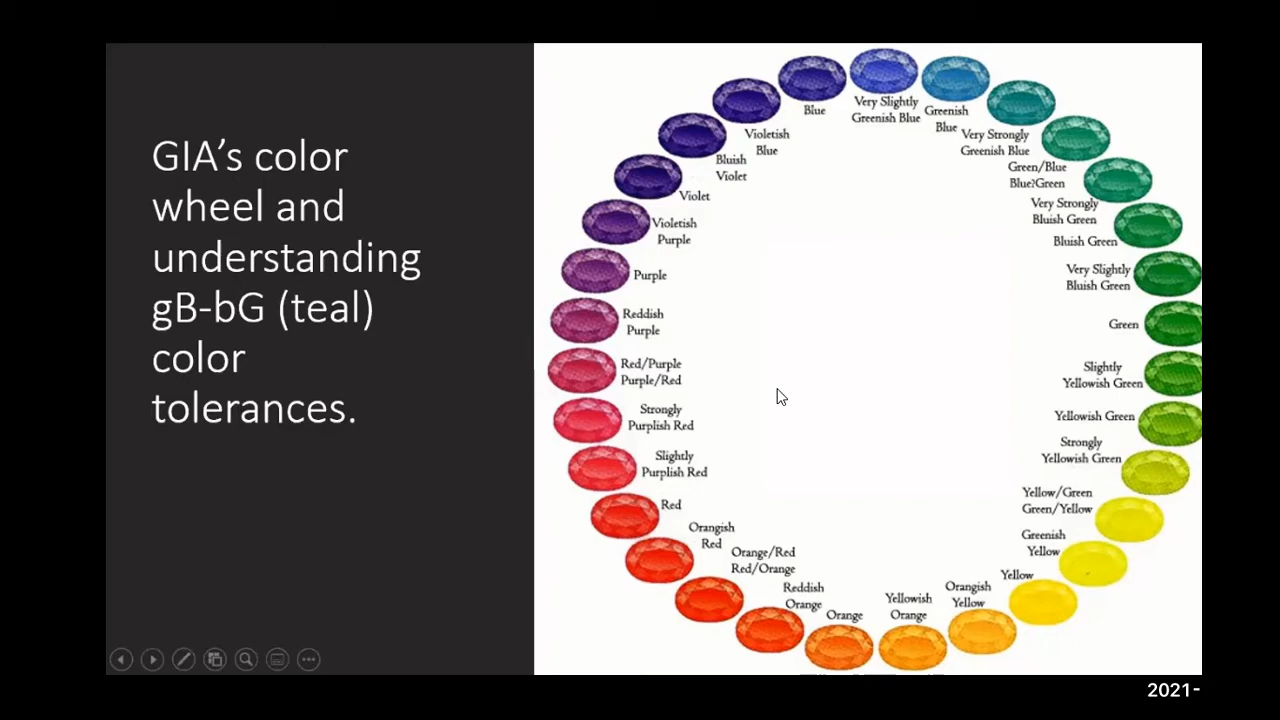 GIA's color
wheel and
understanding
gB-bG (teal)
color
tolerances.
Blue
Very Slightly
Greenish Blue
Greenish
Blue
Very Strongly
Greenish Blue
Green/Blue
Blue?Green
Very Strongly
Bluish Green
Bluish Green
Very Slightly
Bluish Green
Green
Slightly
Yellowish Green
Yellowish Green
Strongly
Yellowish Green
Yellow/Green
Green/Yellow
Greenish
Yellow
Yellow
Orangish
Yellow
Yellowish
Orange
Orange
Reddish
Orange
Orange/Red
Red/Orange
Orangish
Red
Red
Slightly
Purplish Red
Strongly
Purplish Red
Red/Purple
Purple/Red
Reddish
Purple
Purple
Violetish
Purple
Violet
Bluish
Violet
Violetish
Blue
2021-